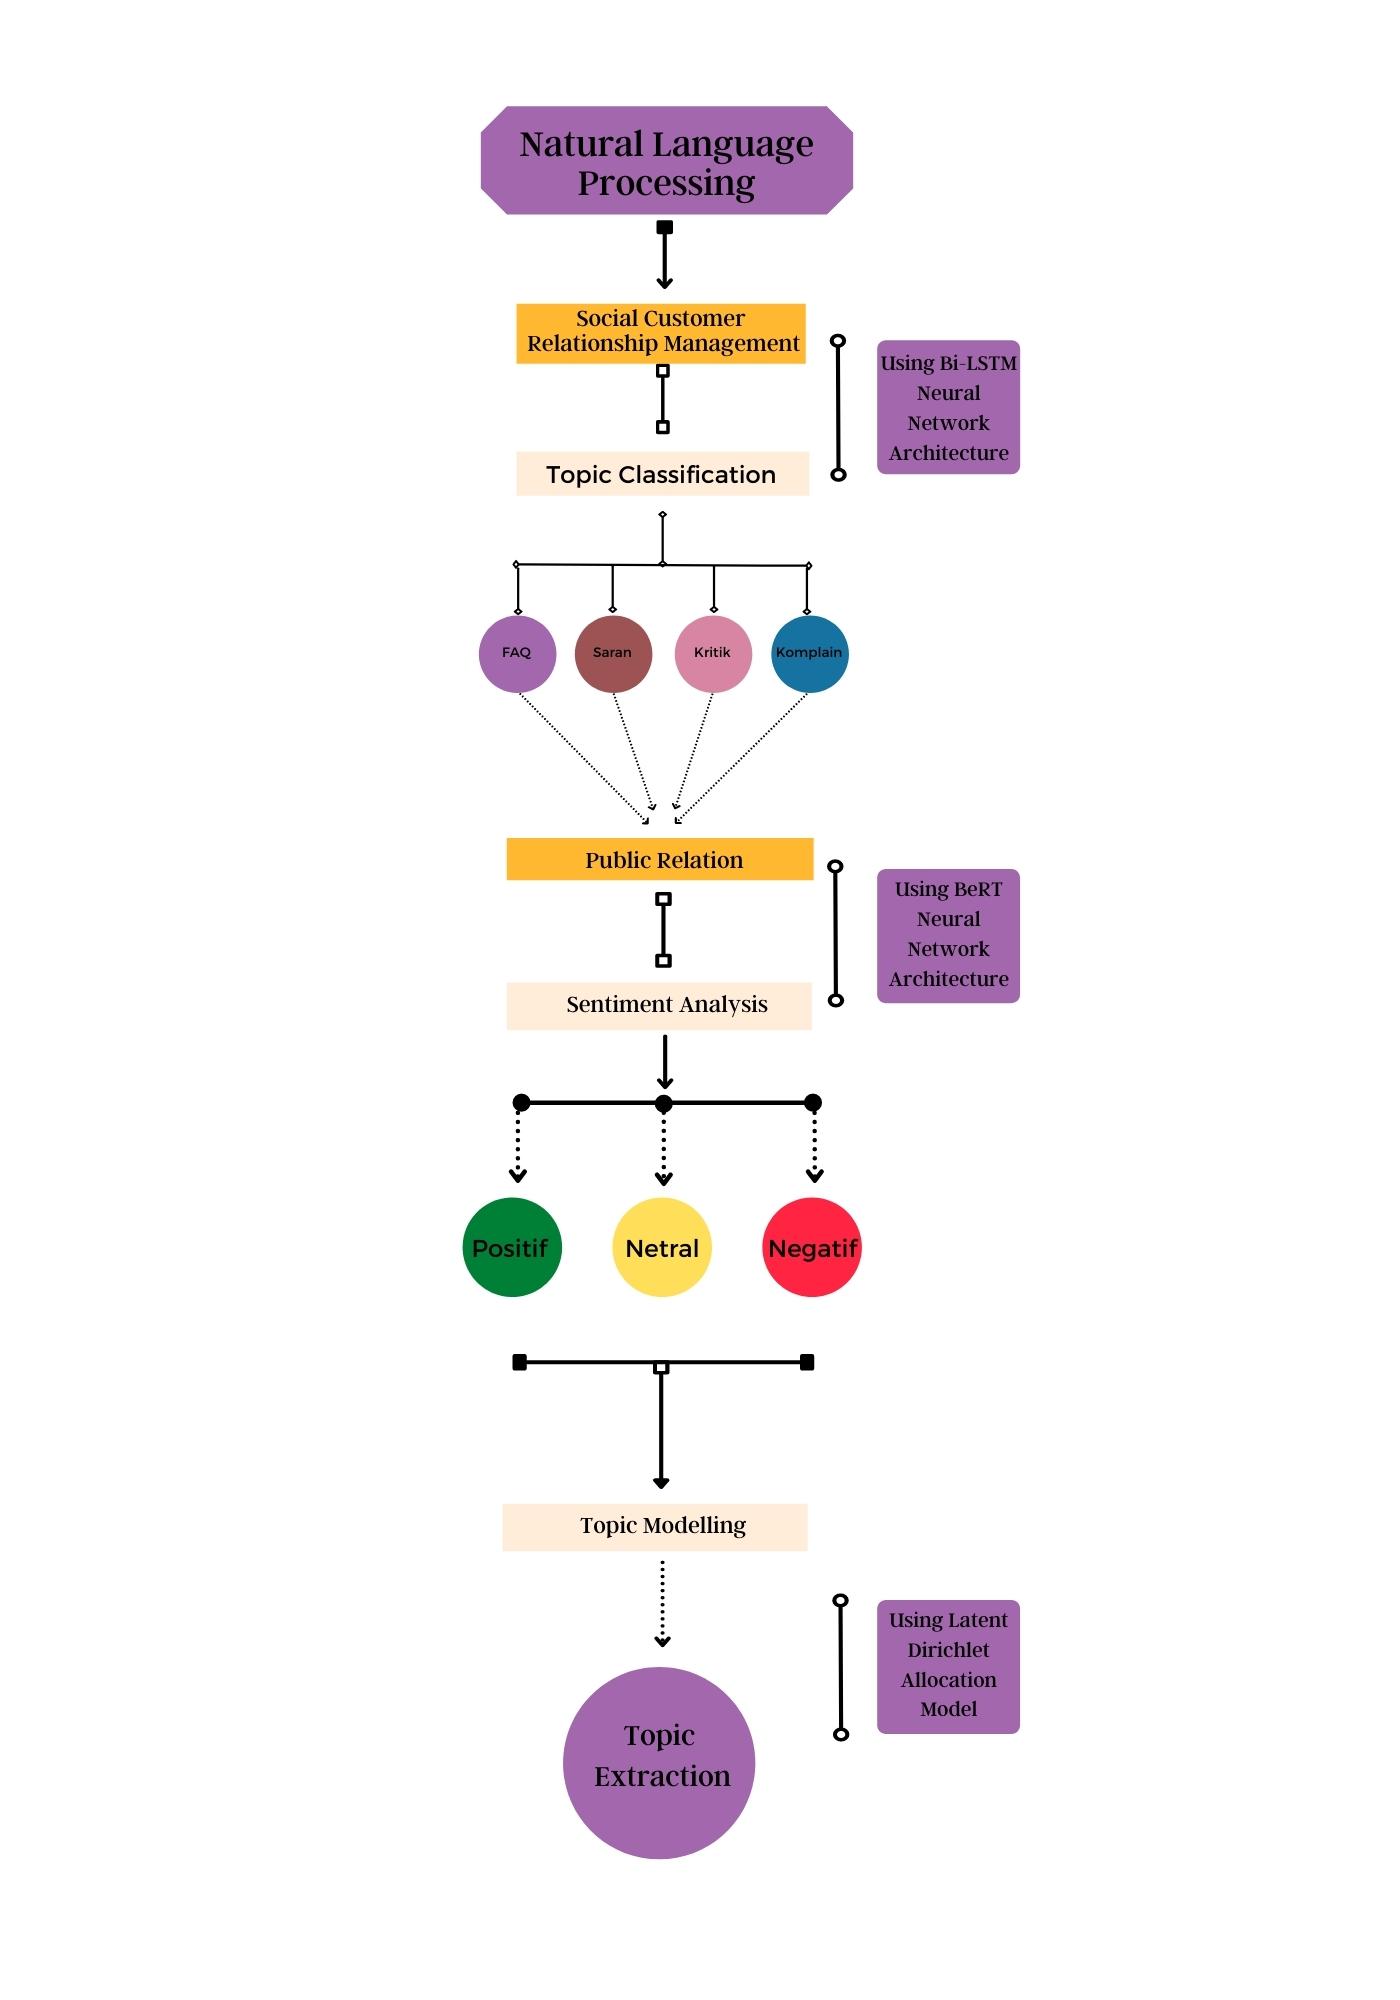 Natural Language
Processing
Social Customer
Relationship Management
Using Bi-LSTM
Neural
Network
Architecture
Topic Classification
FAQ
Saran
Kritik
Komplain
Public Relation
Using BeRT
Neural
Network
Architecture
Sentiment Analysis
Positif
Netral
Negatif
Topic Modelling
Using Latent
Dirichlet
Allocation
Model
Topic
Extraction